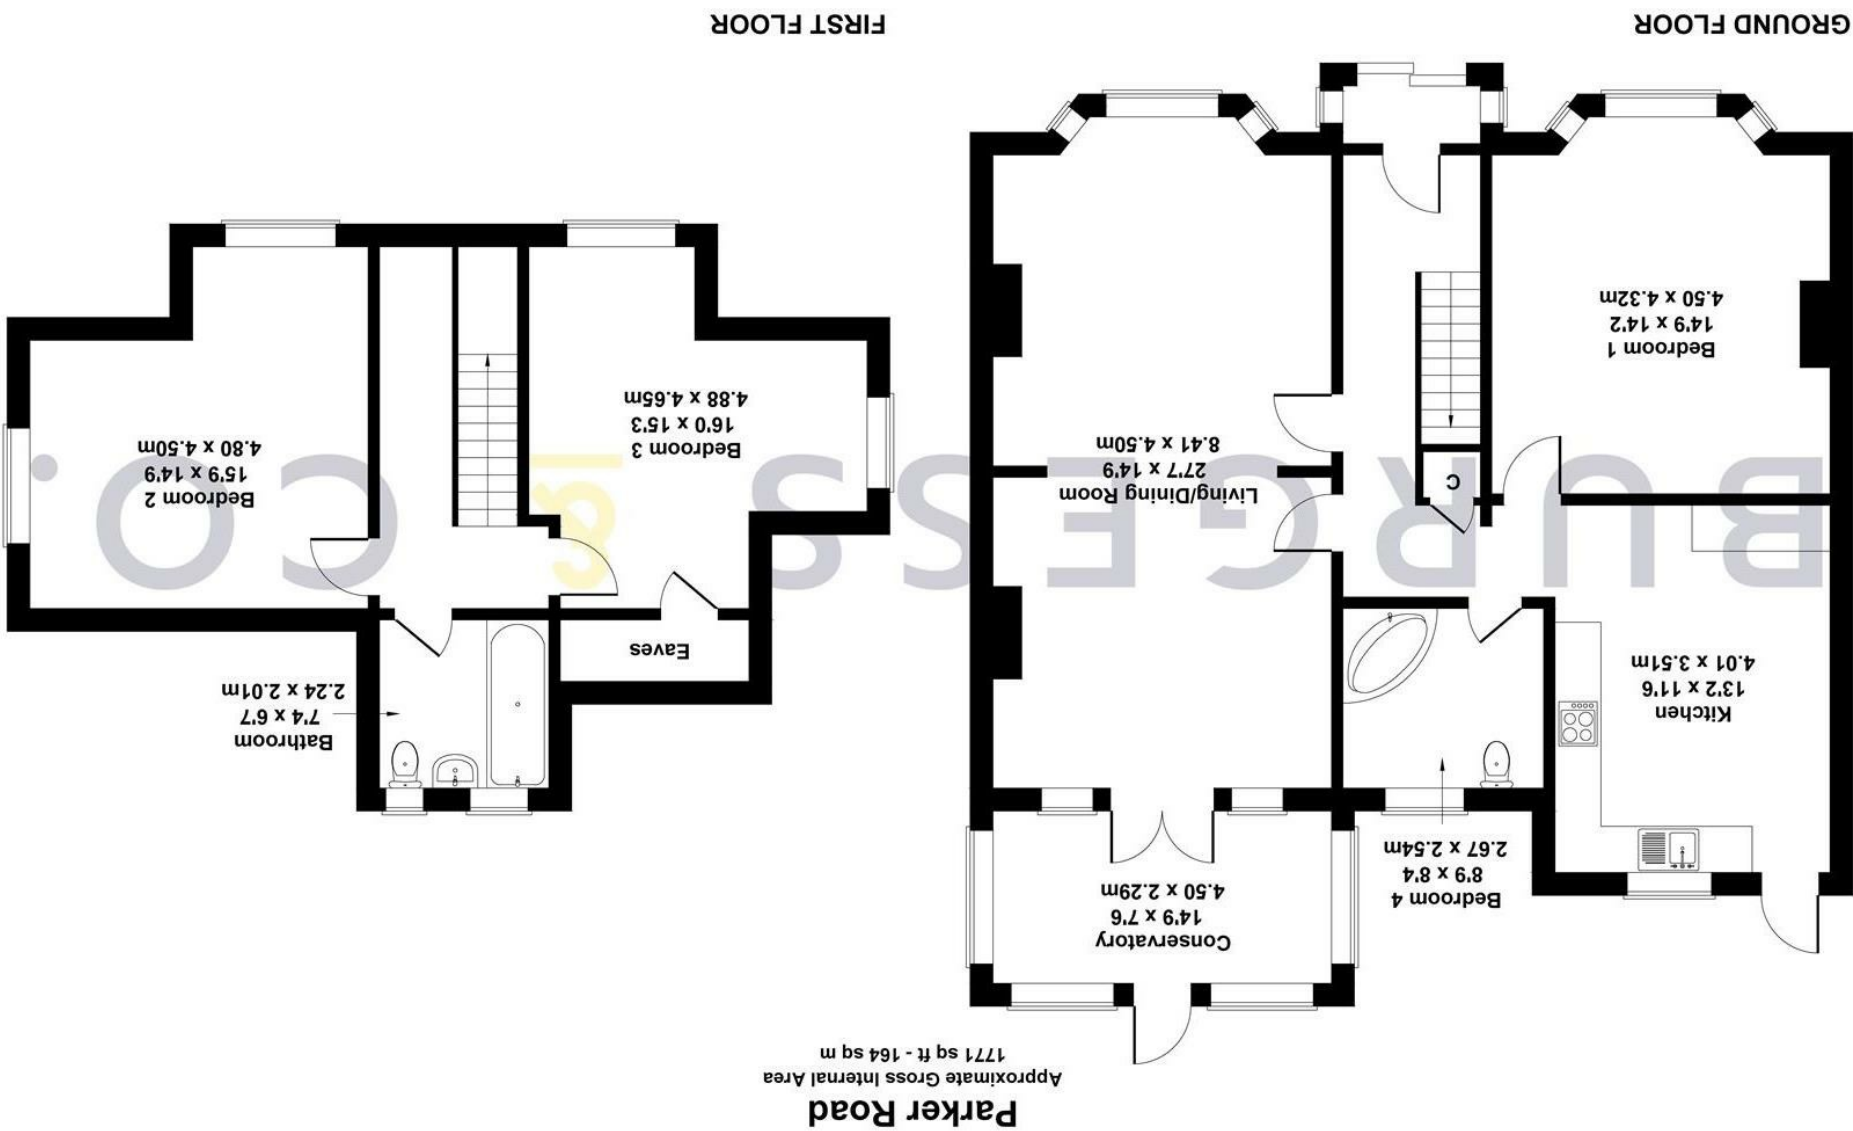 Parker Road
Approximate Gross Internal Area
1771 sq ft - 164 sq m
Conservatory
14'9 x 7'6
4.50 x 2.29m
Bedroom 4
8'9 x 8'4
2.67 x 2.54m
Kitchen
13'2 x 11'6
4.01 x 3.51m
Living/Dining Room
27'7 x 14'9
8.41 x 4.50m
C
Bedroom 1
14'9 x 14'2
4.50 x 4.32m
GROUND FLOOR
Bathroom
7'4 x 6'7
2.24 x 2.01m
Eaves
Bedroom 3
16'0 x 15'3
4.88 x 4.65m
Bedroom 2
15'9 x 14'9
4.80 x 4.50m
FIRST FLOOR
BURGESS & CO.